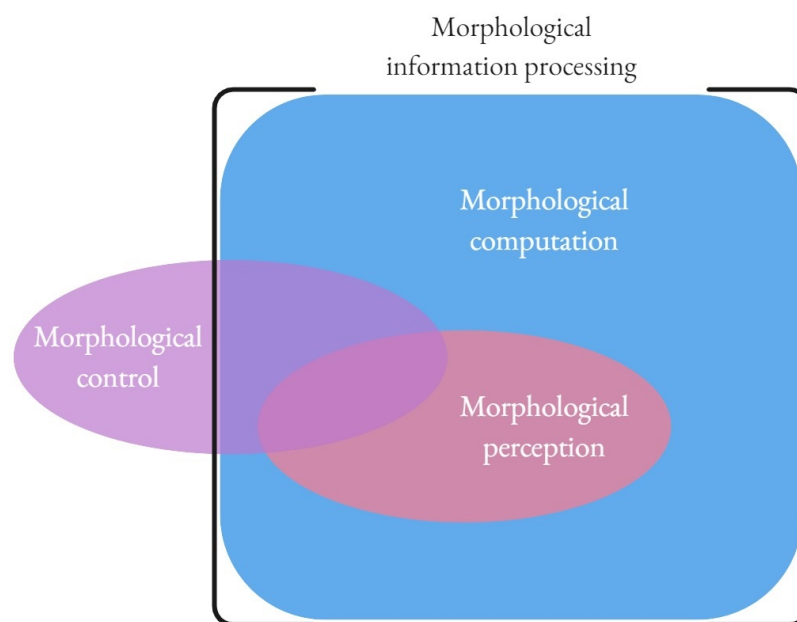 Morphological
information processing
Morphological
computation
Morphological
control
Morphological
perception